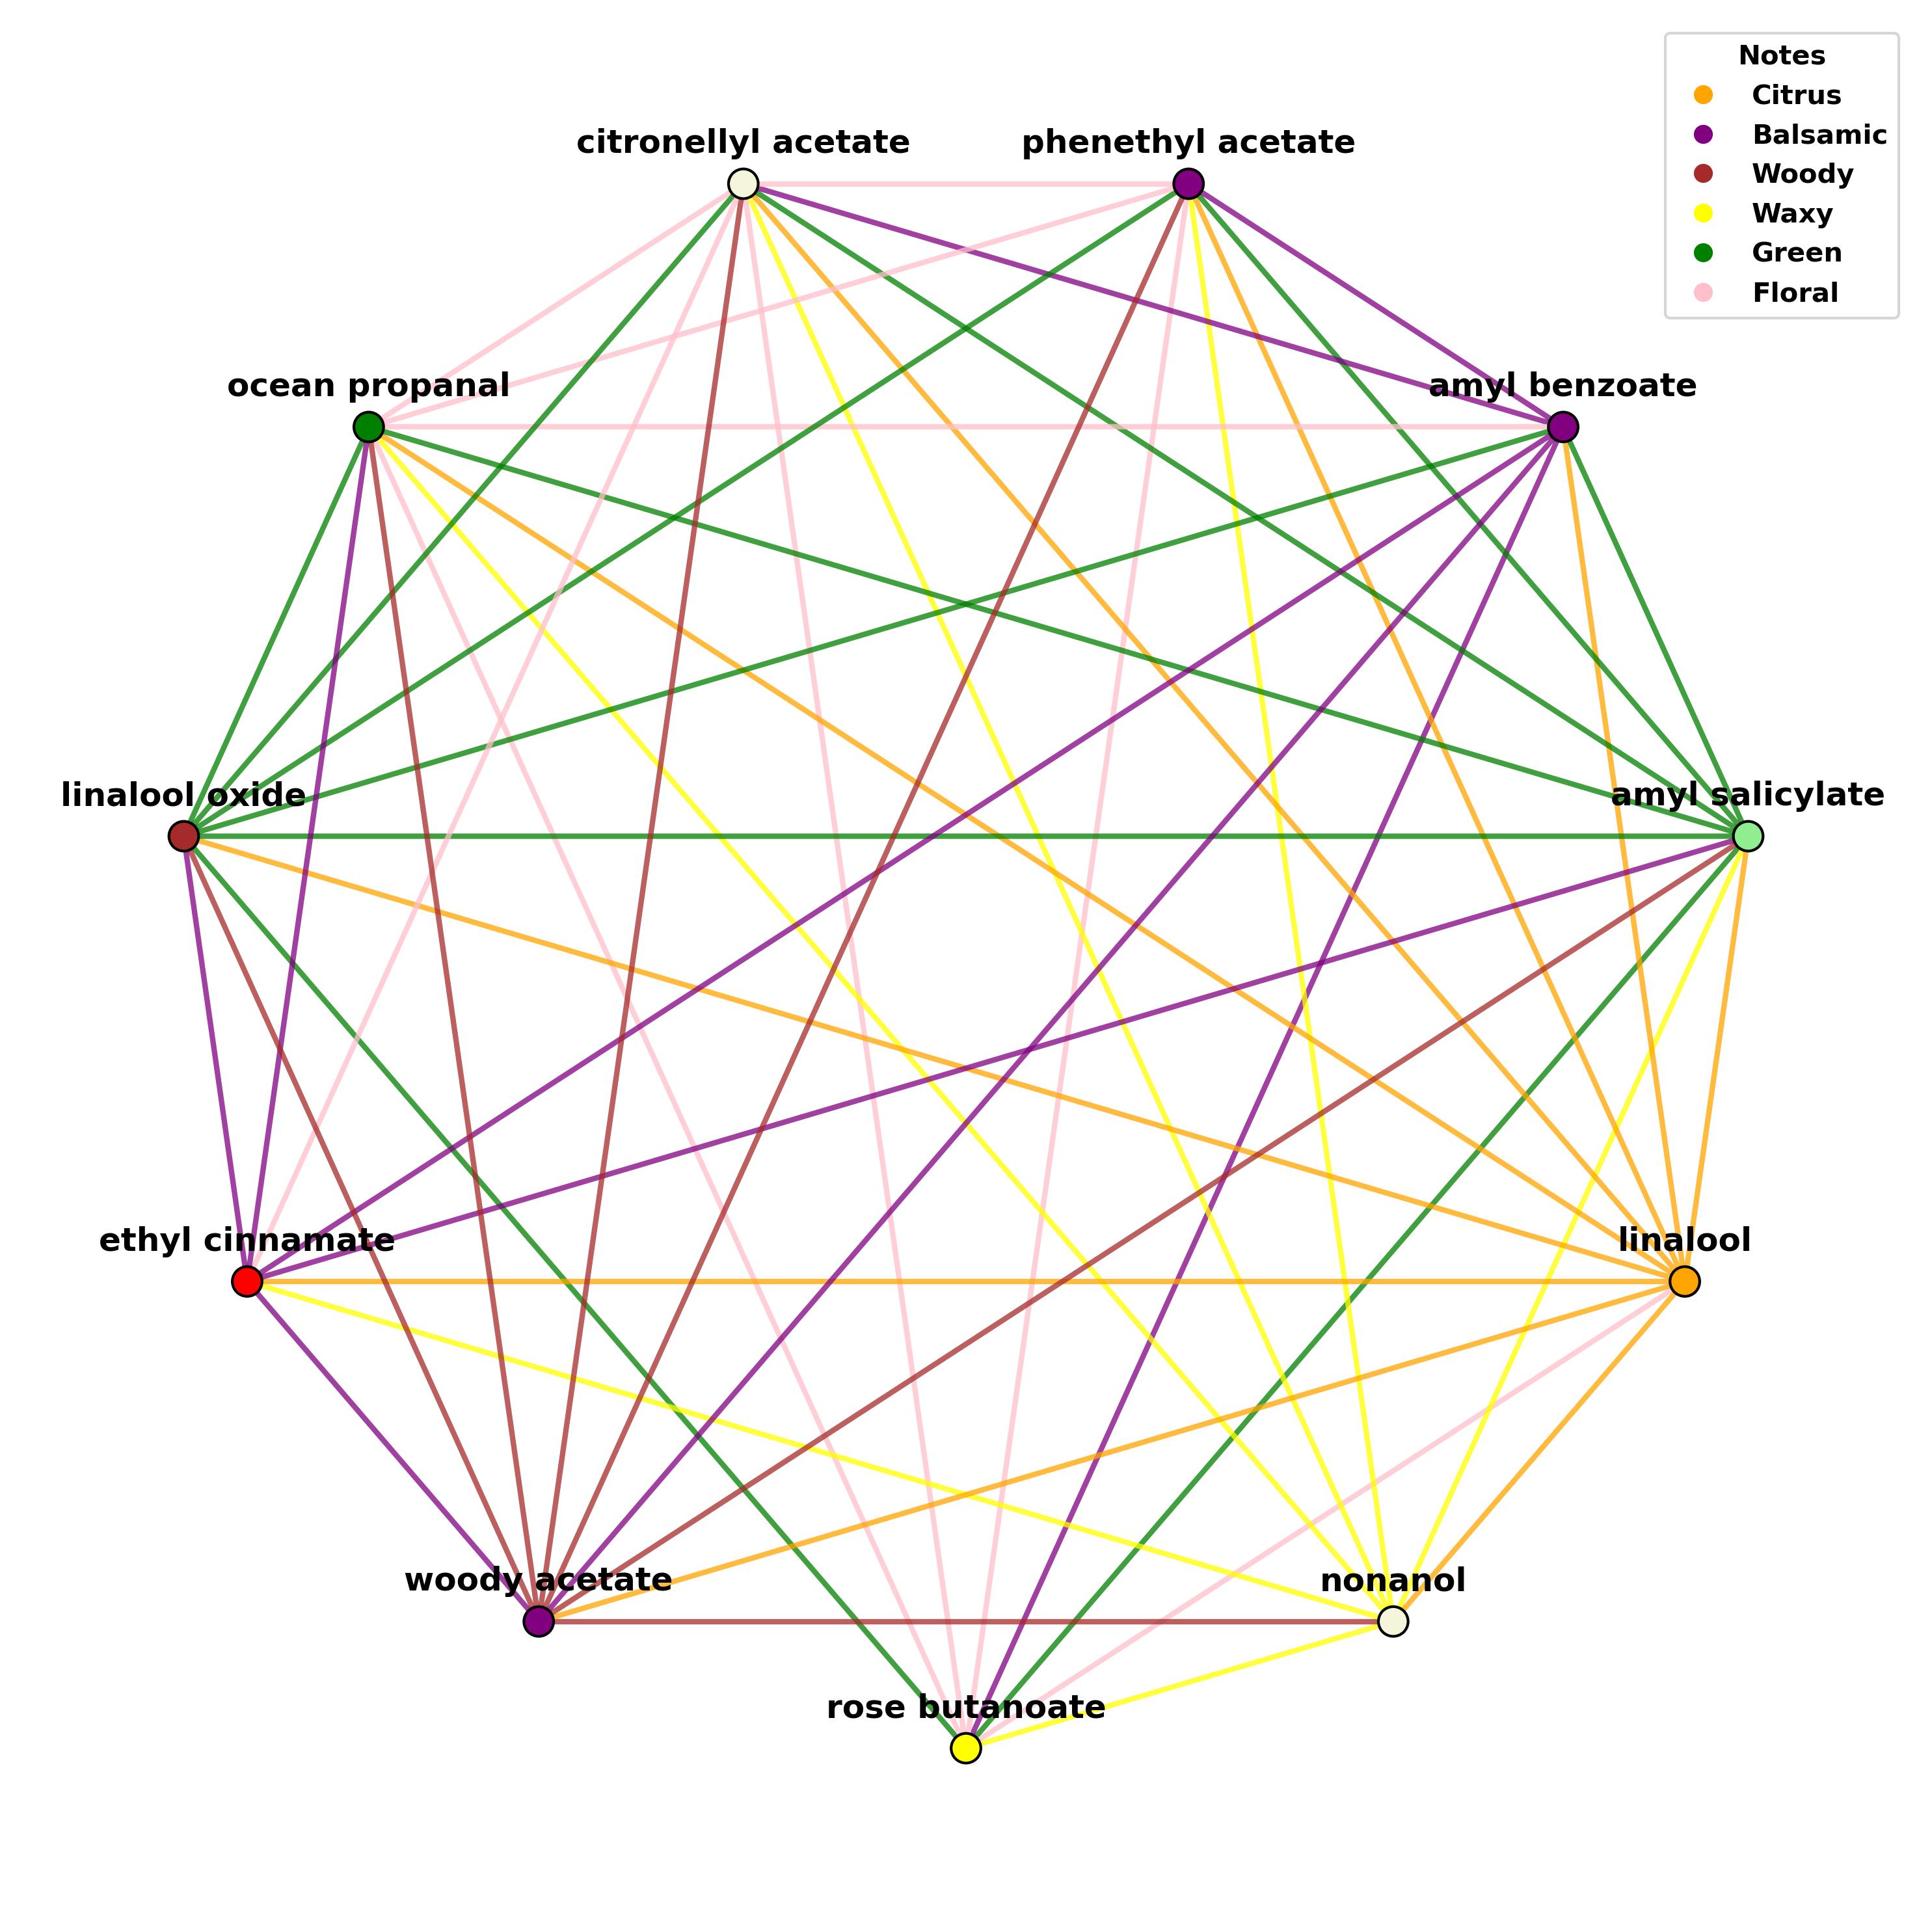 Notes
Citrus
Balsamic
Woody
Waxy
Green
Floral
citronellyl acetate
phenethyl acetate
ocean propanal
amyl benzoate
linalool oxide
amyl salicylate
ethyl cinnamate
linalool
woody acetate
nonanol
rose butanoate